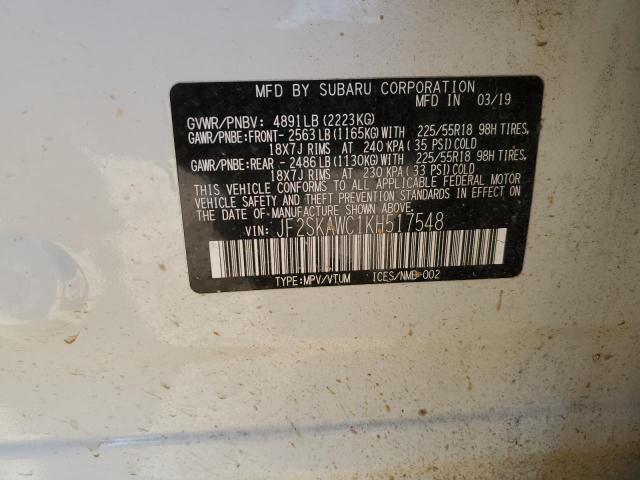 MFD BY SUBARU CORPORATION
MFD IN 03/19
GVWR/PNBV: 4891LB(2223KG)
GAWR/PNBE:FRONT- 2563LB(1165KG)WITH 225/55R18 98H TIRES,
18X7J RIMS AT 240 KPA(35 PSI)COLD
GAWR/PNBE:REAR - 2486LB(1130KG)WITH 225/55R18 98H TIRES,
18X7J RIMS AT 230 KPA(33 PSI)COLD
THIS VEHICLE CONFORMS TO ALL APPLICABLE FEDERAL MOTOR
VEHICLE SAFETY AND THEFT PREVENTION STANDARDS IN
EFFECT ON THE DATE OF MANUFACTURE SHOWN ABOVE.
VIN: JF2SKAWC1KH517548
TYPE:MPV/VTUM ICES/NMB-002